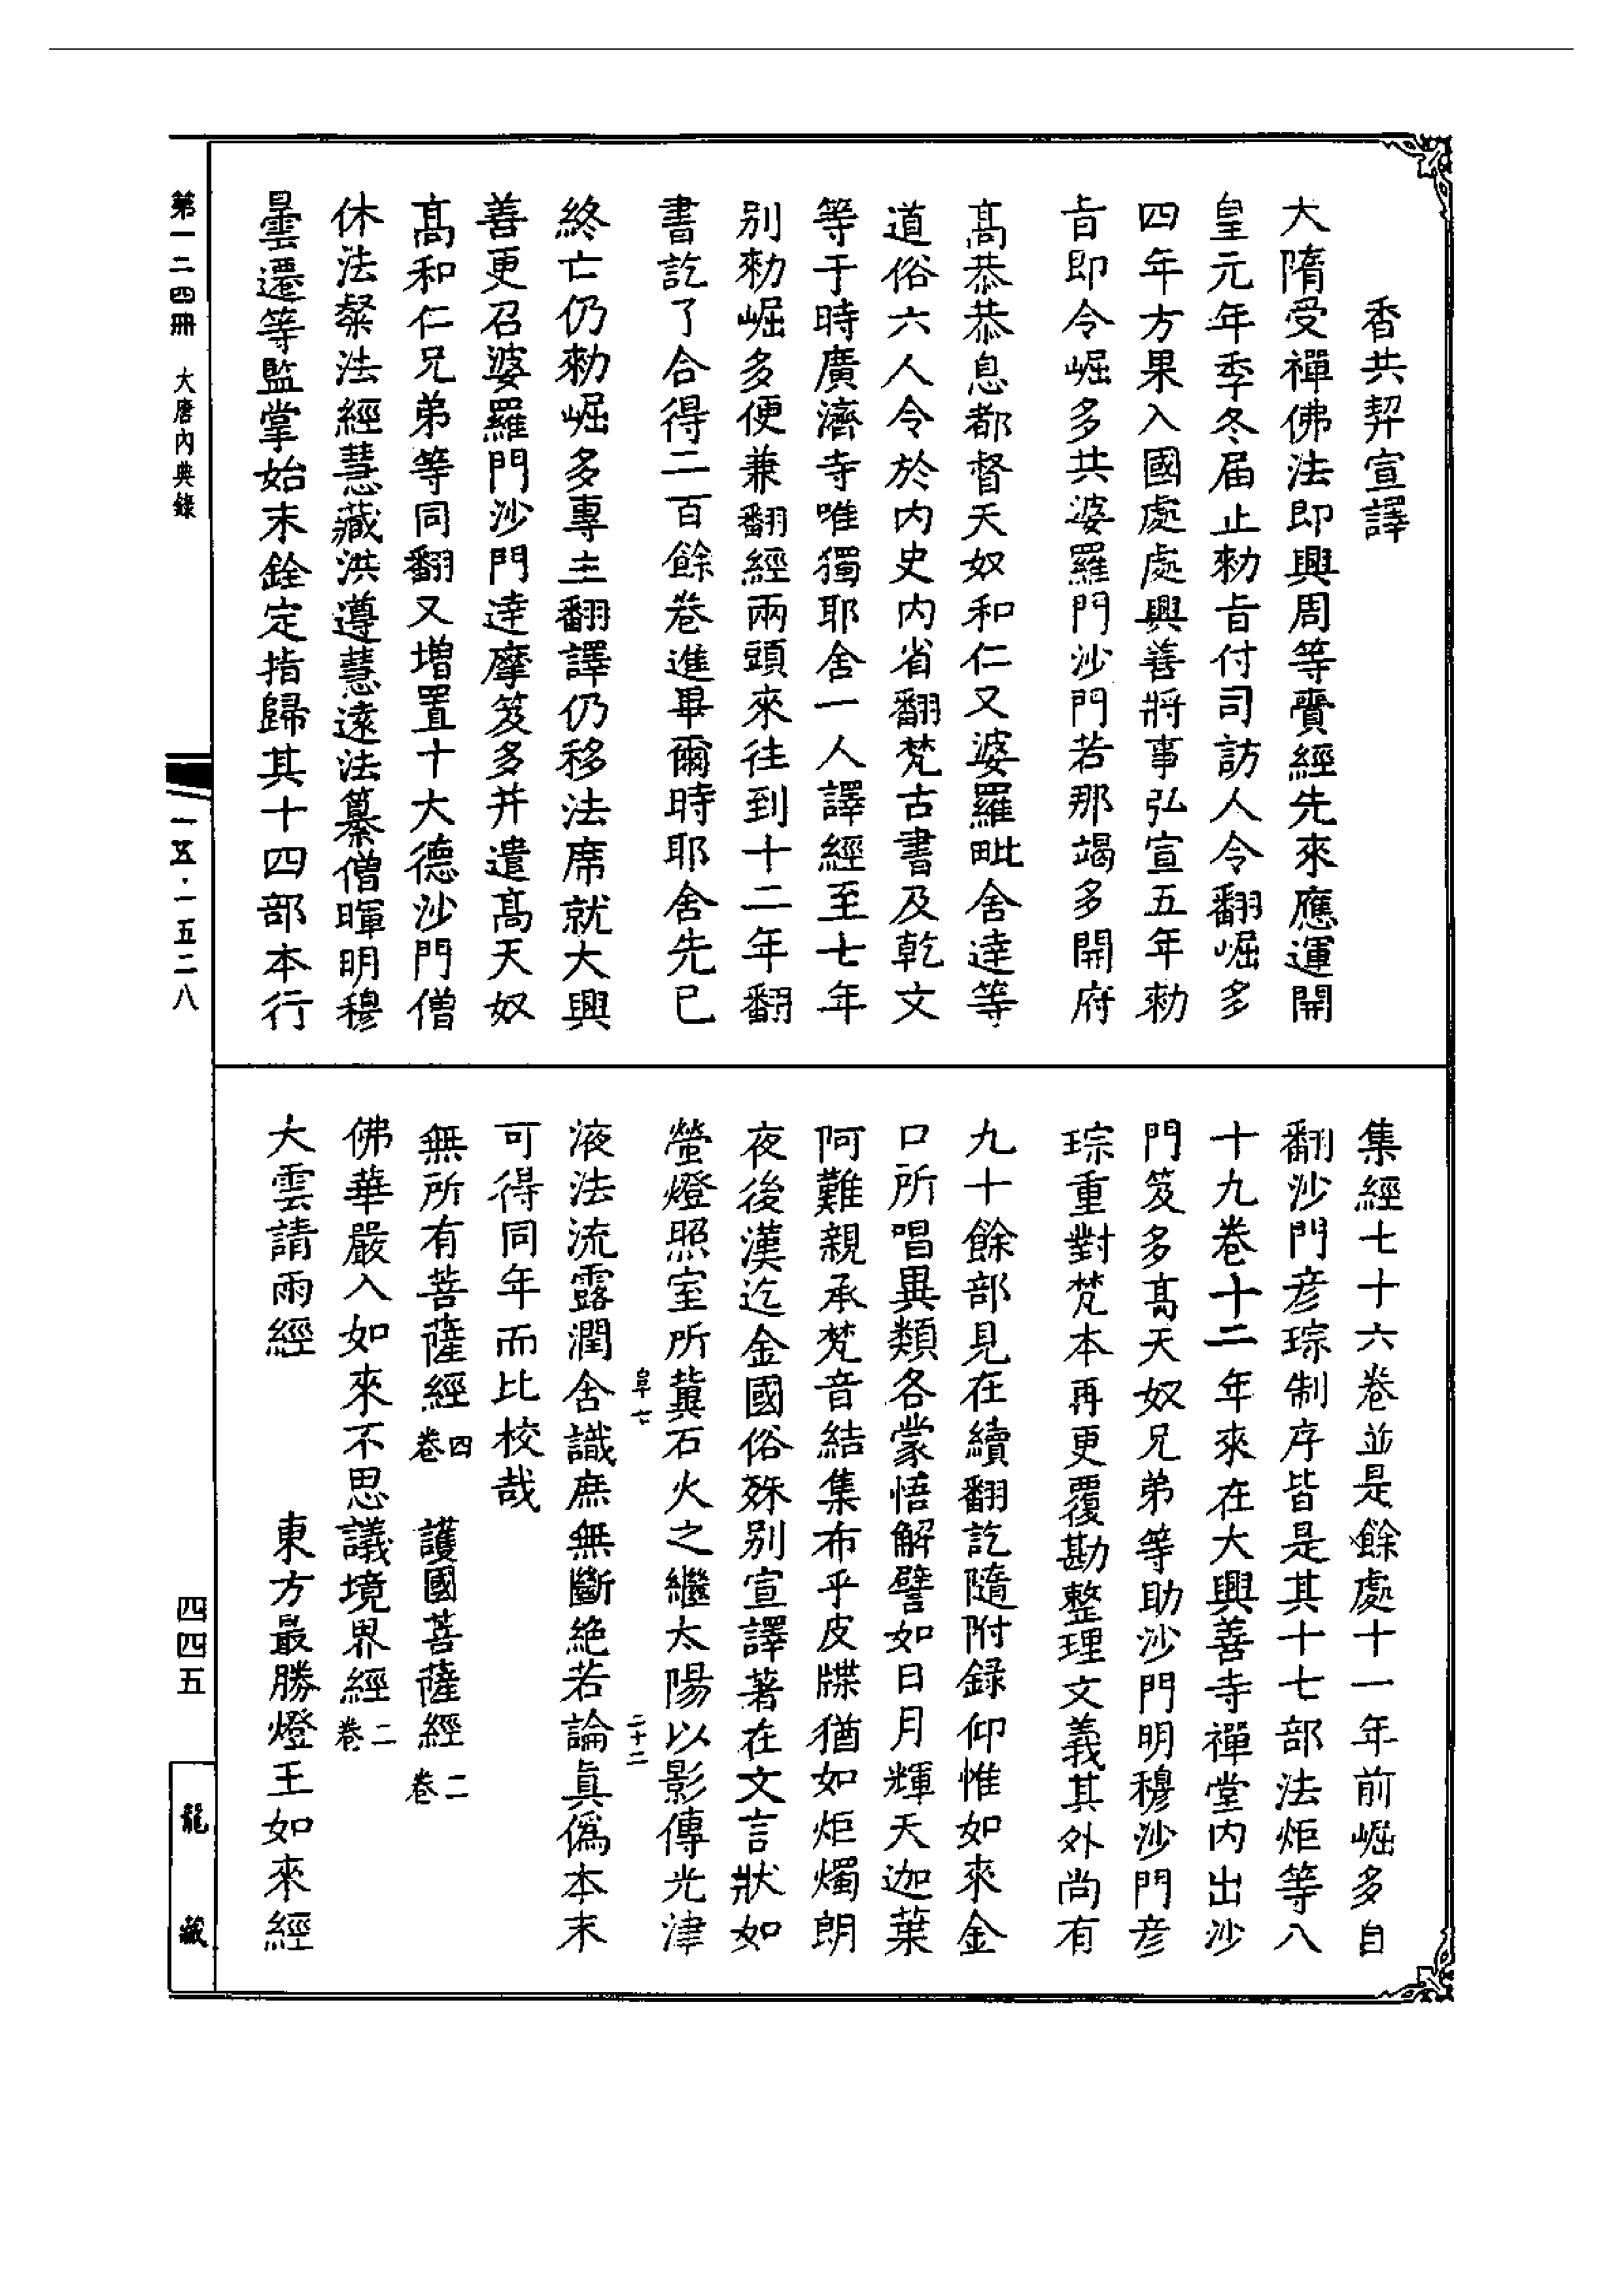 香共契宣譯
大隋受禪佛法即興周等賷經先來應運開
皇元年季冬届止勑旨付司訪人令翻崛多
四年方果入國處處興善將事弘宣五年勑
旨即令崛多共婆羅門沙門若那竭多開府
髙恭恭息都督天奴和仁又婆羅毗舍達等
道俗六人令於内史内省翻梵古書及乾文
等于時廣濟寺唯獨耶舍一人譯經至七年
别勑崛多便兼翻經兩頭來往到十二年翻
書訖了合得二百餘卷進畢爾時耶舍先已
終亡仍勑崛多專主翻譯仍移法席就大興
善更召婆羅門沙門達摩笈多并遣髙天奴
髙和仁兄弟等同翻又增置十大德沙門僧
休法粲法經慧藏洪遵慧遠法纂僧暉明穆
曇遷等監掌始末銓定指歸其十四部本行
集經七十六卷並是餘處十一年前崛多自
翻沙門彦琮制序皆是其十七部法炬等八
十九卷十二年來在大興善寺禪堂内出沙
門笈多髙天奴兄弟等助沙門明穆沙門彦
琮重對梵本再更覆勘整理文義其外尚有
九十餘部見在續翻訖隨附録仰惟如來金
口所唱異類各蒙悟解譬如日月輝天迦葉
阿難親承梵音結集布乎皮牒猶如炬燭朗
夜後漢迄金國俗殊别宣譯著在文言狀如
螢燈照室所冀石火之繼太陽以影傳光津
阜七 二十二
液法流露潤含識庶無斷絶若論真偽本末
可得同年而比校哉
無所有菩薩經四卷 護國菩薩經二卷
佛華嚴入如來不思議境界經二卷
大雲請雨經 東方最勝燈王如來經
第一二四冊 大唐內典錄 一五·一五二八 四四五 龍藏